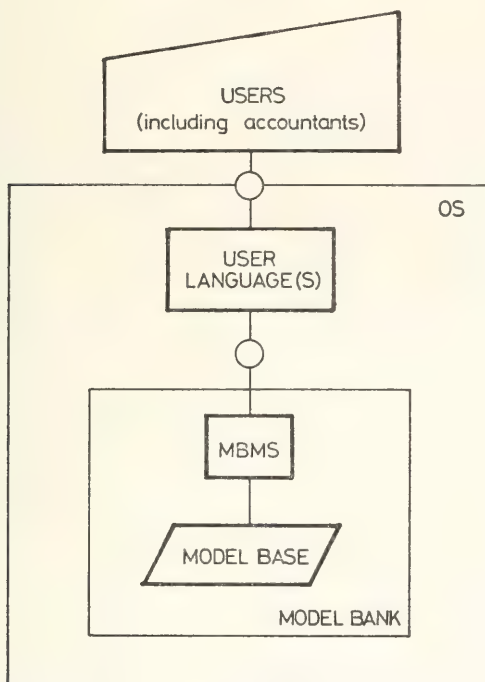 USERS
(including accountants)
OS
USER
LANGUAGE(S)
MBMS
MODEL BASE
MODEL BANK